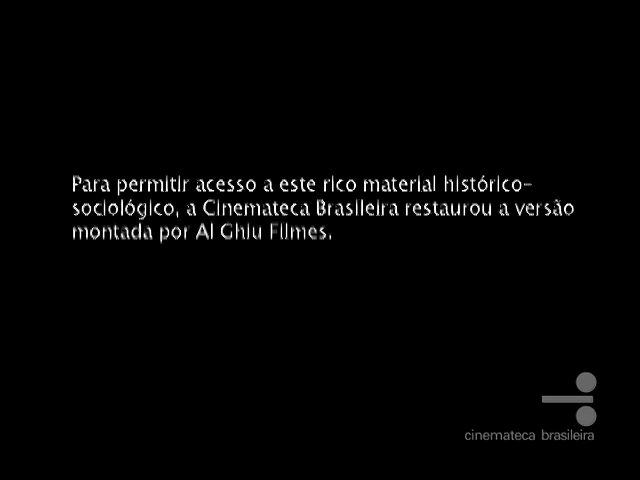 Para permitir acesso a este rico material histórico-
sociológico, a Cinemateca Brasileira restaurou a versão
montada por Al Ghiu Filmes.
cinemateca brasileira